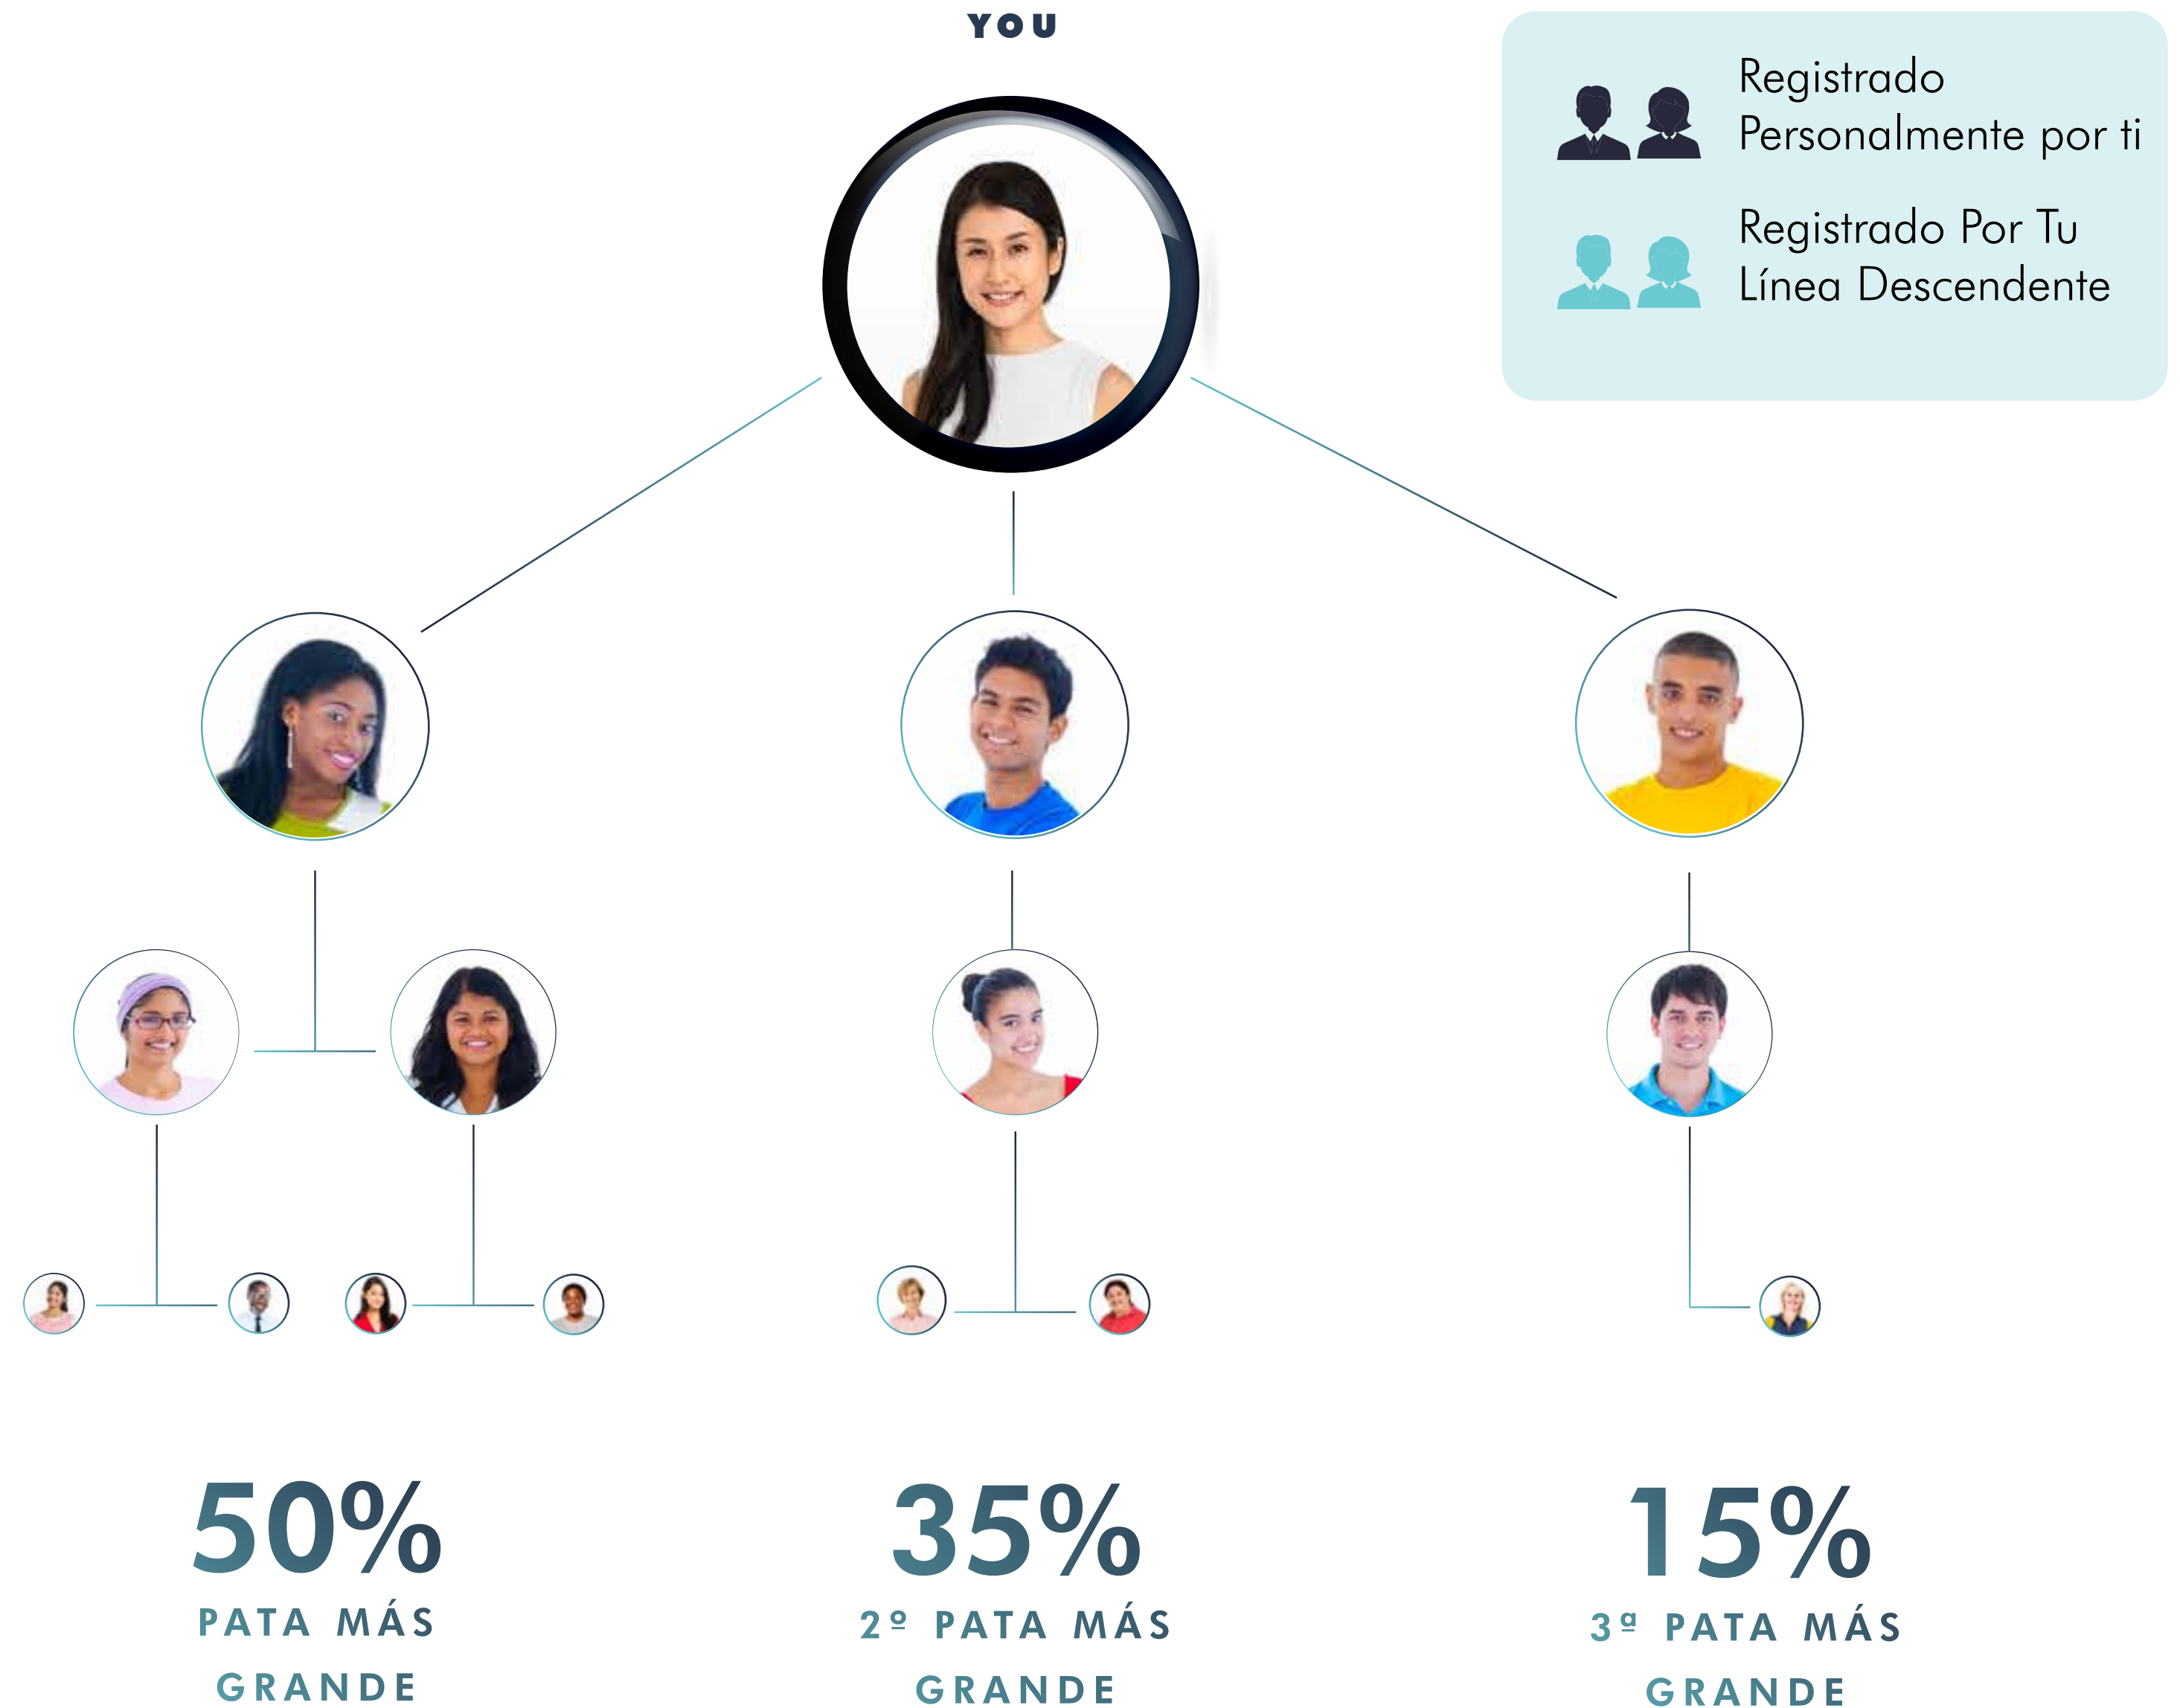 YOU
Registrado
Personalmente por ti
Registrado Por Tu
Línea Descendente
50%
PATA MÁS
GRANDE
35%
2º PATA MÁS
GRANDE
15%
3ª PATA MÁS
GRANDE